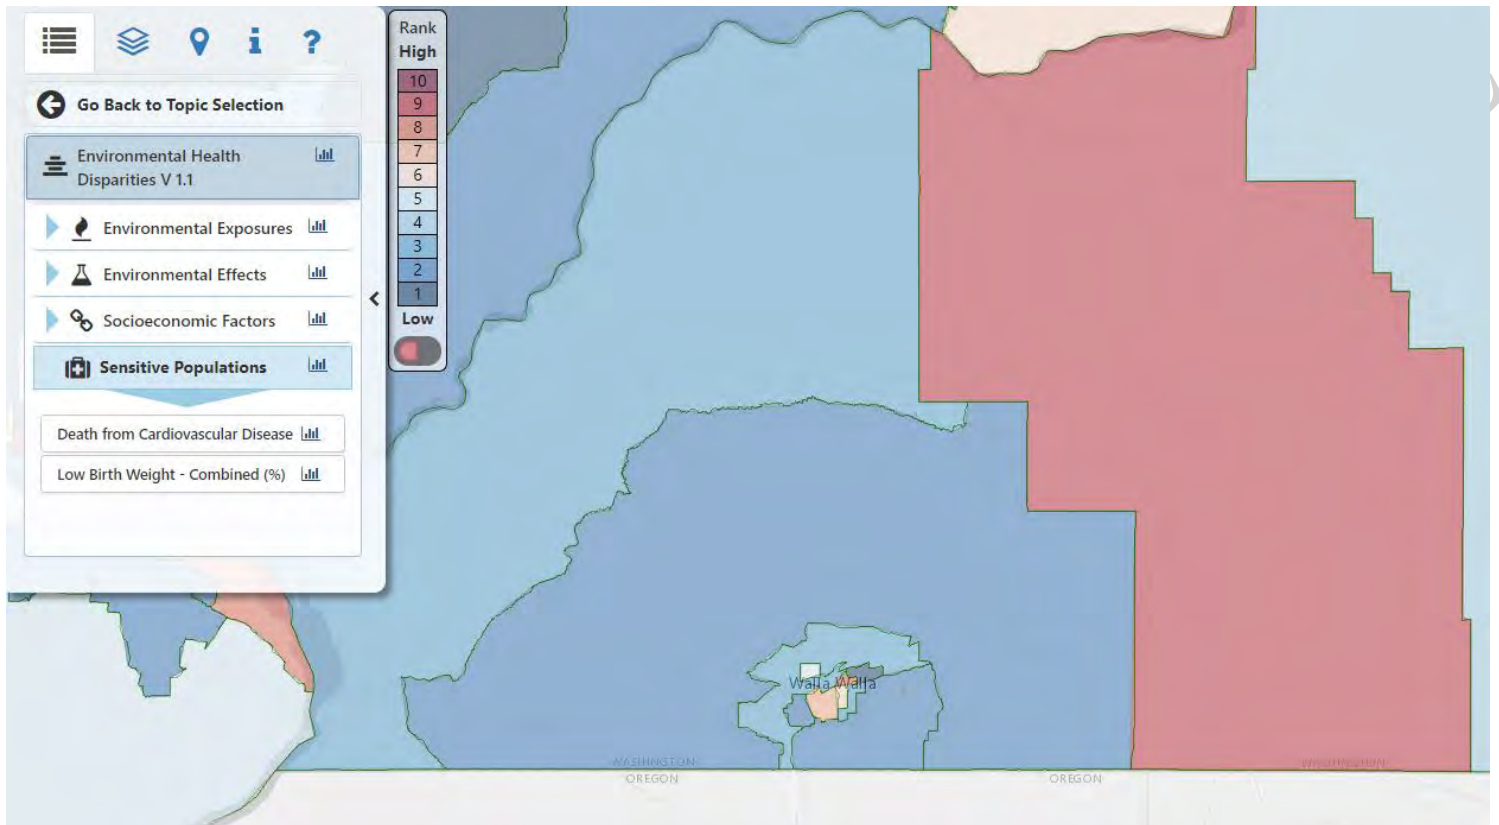 Go Back to Topic Selection
Environmental Health
Disparities V 1.1
Environmental Exposures
Environmental Effects
Socioeconomic Factors
Sensitive Populations
Death from Cardiovascular Disease
Low Birth Weight - Combined (%)
Rank
High
10
9
8
7
6
5
4
3
2
1
Low
Walla Walla
WASHINGTON
WASHINGTON
OREGON
OREGON